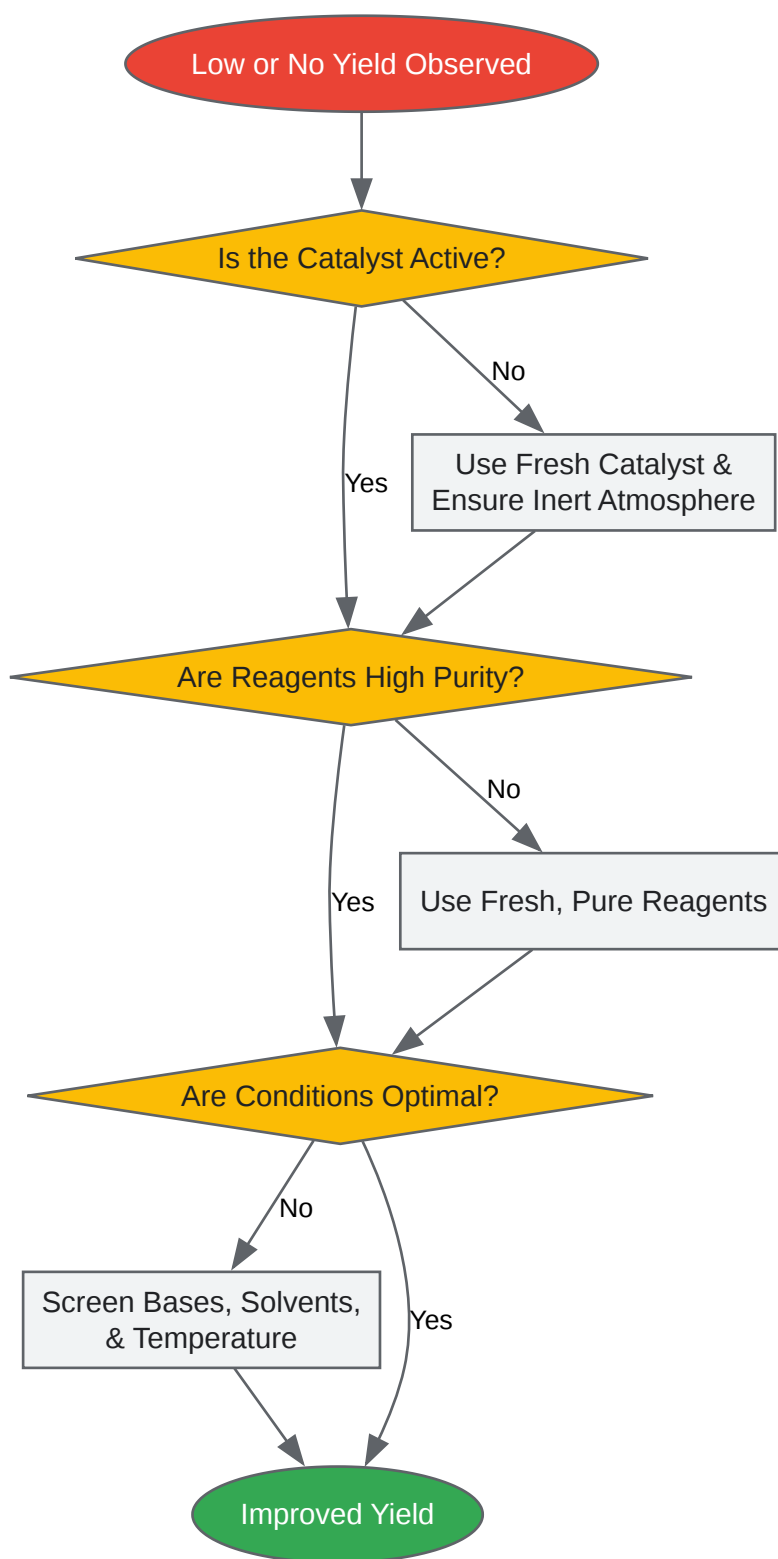 Low or No Yield Observed
Is the Catalyst Active?
No
Use Fresh Catalyst &
Ensure Inert Atmosphere
Yes
Are Reagents High Purity?
No
Use Fresh, Pure Reagents
Yes
Are Conditions Optimal?
No
Screen Bases, Solvents,
& Temperature
Yes
Improved Yield